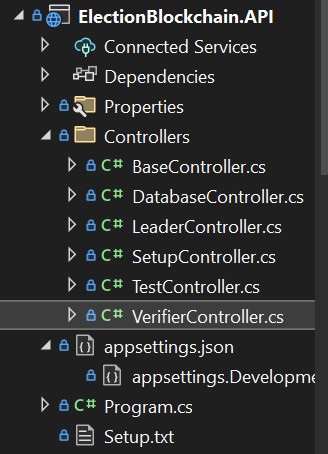 ElectionBlockchain.API
Connected Services
Dependencies
Properties
Controllers
C# BaseController.cs
C# DatabaseController.cs
C# LeaderController.cs
C# SetupController.cs
C# TestController.cs
C# VerifierController.cs
appsettings.json
appsettings.Developme
C# Program.cs
Setup.txt